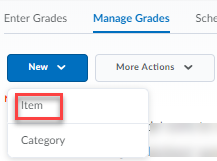 Enter Grades Manage Grades Sche
New More Actions
Item
Category